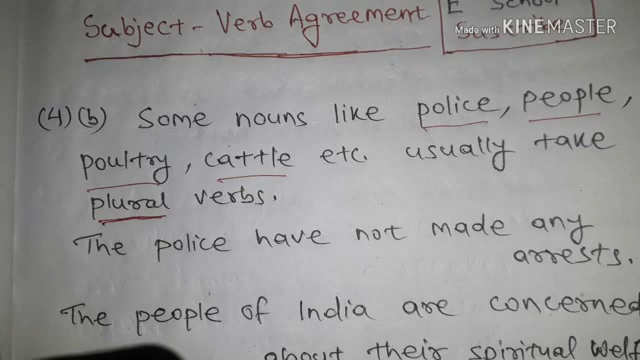 Subject-Verb Agreement
E School
Made with KINEMASTER
(4)(b) Some nouns like police, people,
poultry, cattle etc. usually take
plural verbs.
The police have not made any
arrests.
The people of India are concerned
about their spiritual